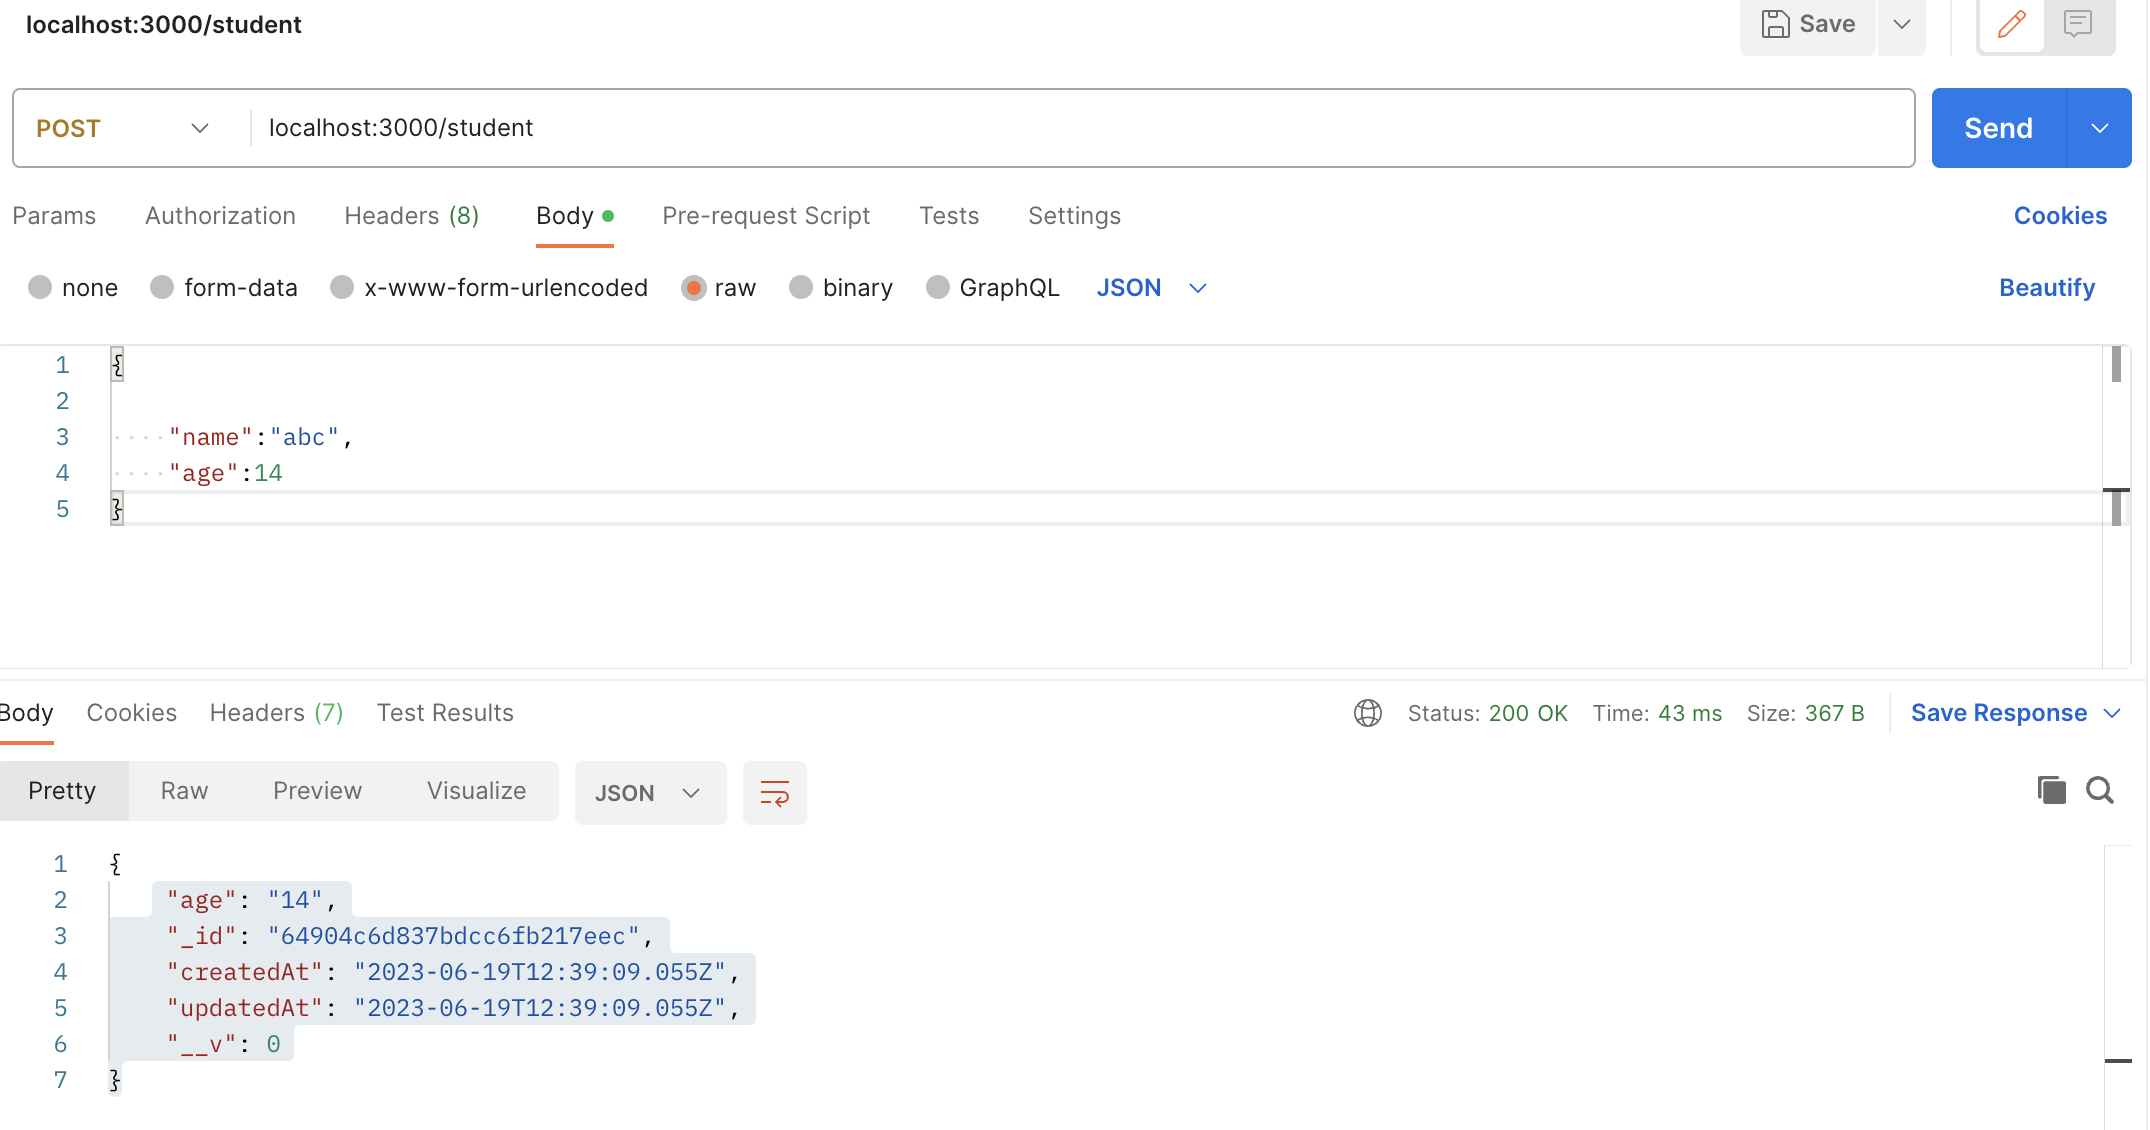 localhost:3000/student
Save
POST localhost:3000/student Send
Params Authorization Headers (8) Body Pre-request Script Tests Settings Cookies
none form-data x-www-form-urlencoded raw binary GraphQL JSON Beautify
1 {
2
3 ····"name":"abc",
4 ····"age":14
5 }
Body Cookies Headers (7) Test Results Status: 200 OK Time: 43 ms Size: 367 B Save Response
Pretty Raw Preview Visualize JSON
1 {
2 "age": "14",
3 "_id": "64904c6d837bdcc6fb217eec",
4 "createdAt": "2023-06-19T12:39:09.055Z",
5 "updatedAt": "2023-06-19T12:39:09.055Z",
6 "__v": 0
7 }